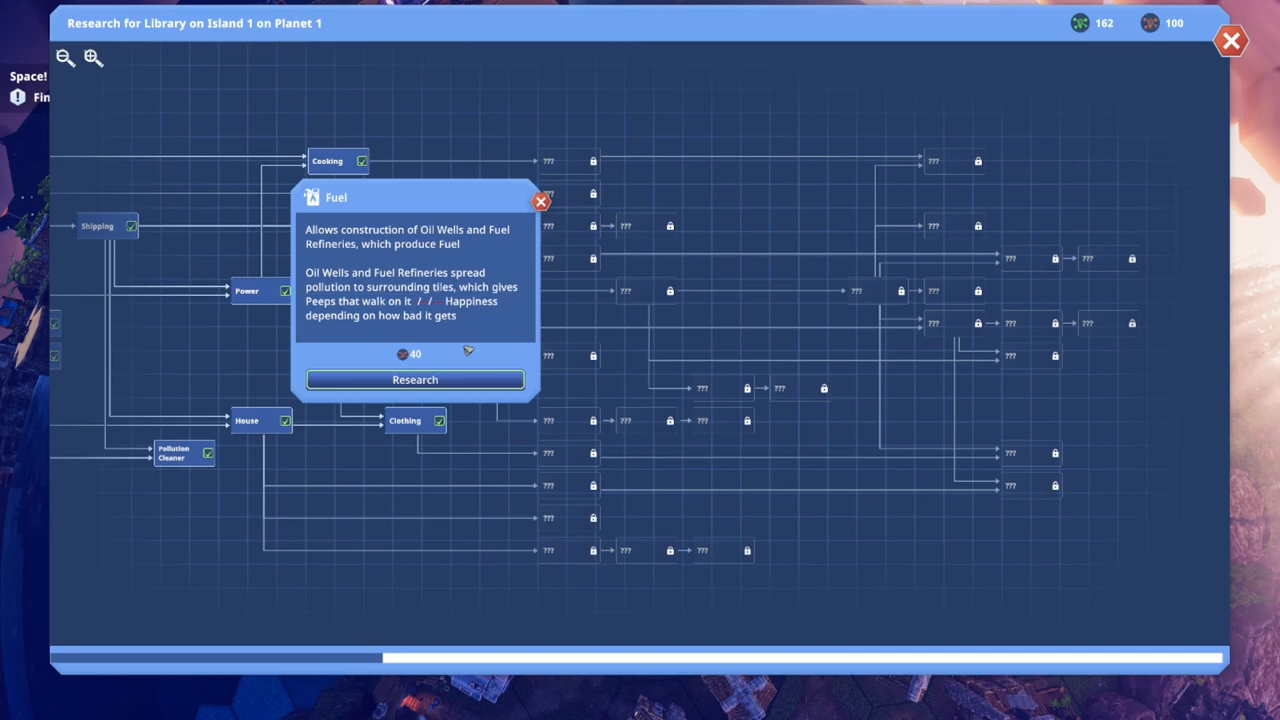 Research for Library on Island 1 on Planet 1
162
100
Space!
Fin
Cooking
???
???
Fuel
Shipping
Allows construction of Oil Wells and Fuel
Refineries, which produce Fuel
???
???
???
???
???
???
Oil Wells and Fuel Refineries spread
pollution to surrounding tiles, which gives
Peeps that walk on it -/--/--- Happiness
depending on how bad it gets
Power
???
???
???
???
???
???
40
???
???
Research
???
???
House
Clothing
???
???
???
Pollution
Cleaner
???
???
???
???
???
???
???
???